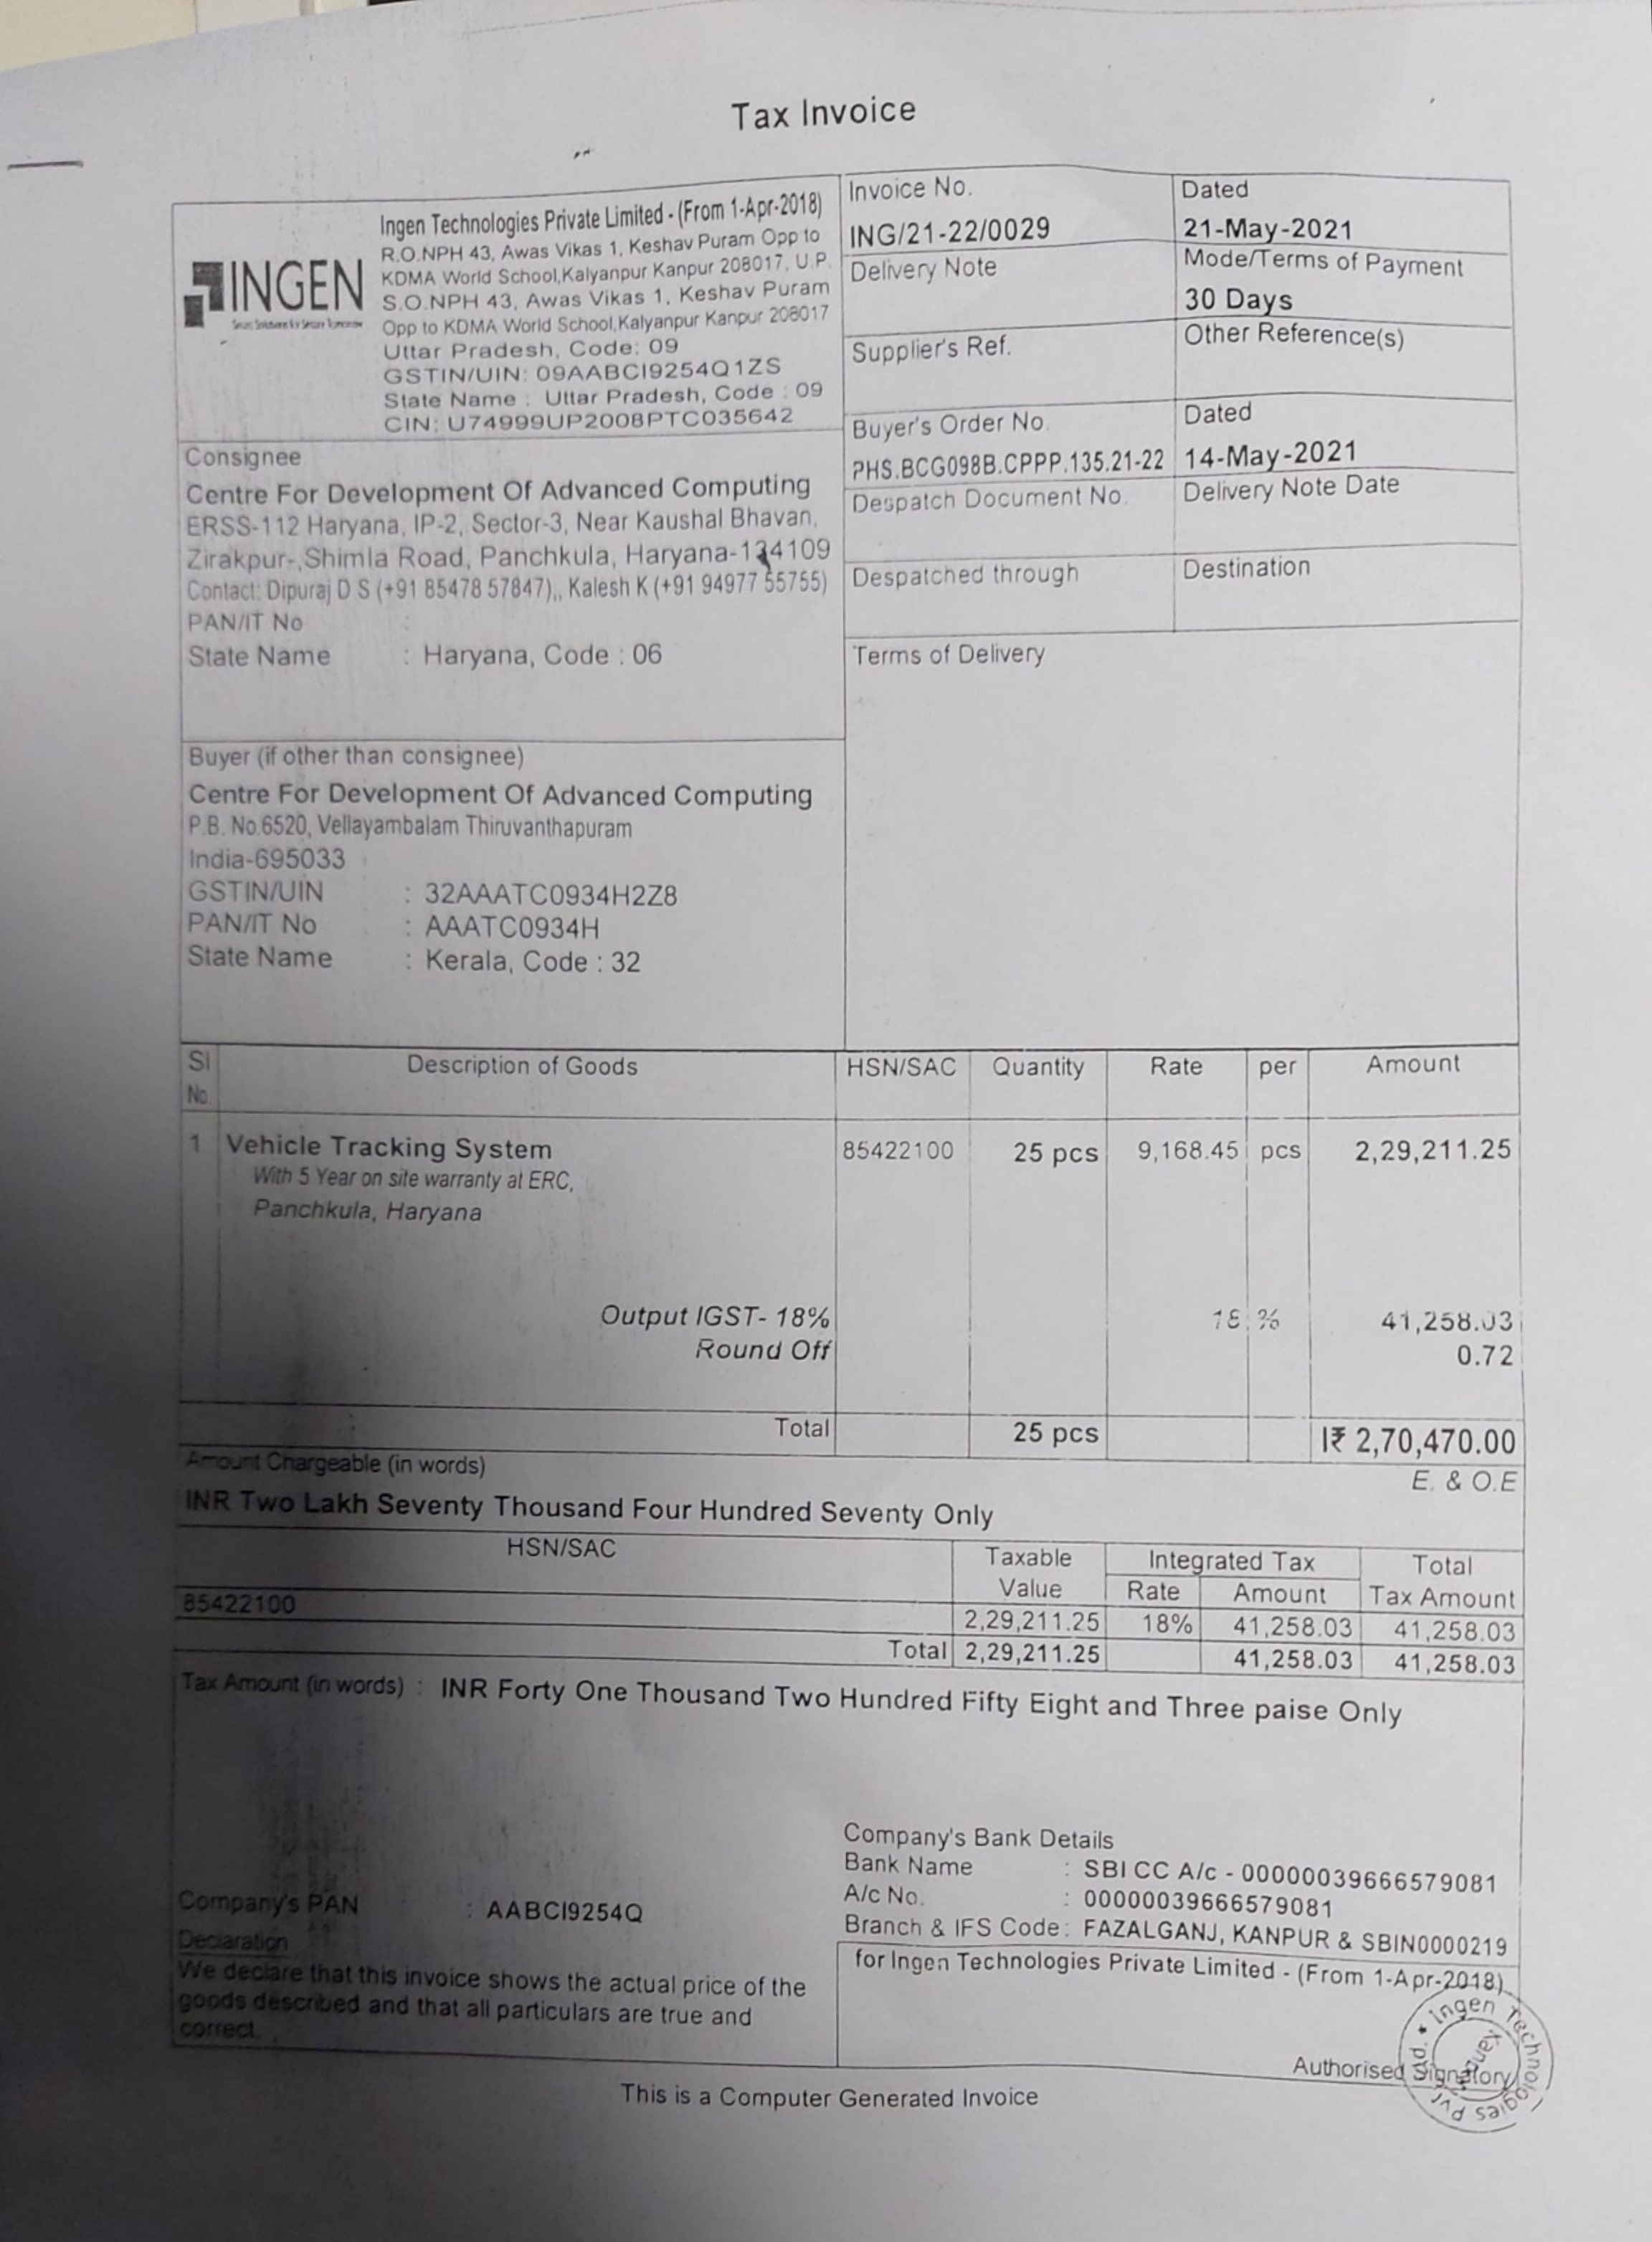 Tax Invoice
Ingen Technologies Private Limited - (From 1-Apr-2018)
R.O.NPH 43, Awas Vikas 1, Keshav Puram Opp to
KDMA World School,Kalyanpur Kanpur 208017, U.P.
S.O.NPH 43, Awas Vikas 1, Keshav Puram
Opp to KDMA World School,Kalyanpur Kanpur 208017
Uttar Pradesh, Code: 09
GSTIN/UIN: 09AABCI9254Q1ZS
State Name : Uttar Pradesh, Code : 09
CIN: U74999UP2008PTC035642
INGEN
Invoice No.
ING/21-22/0029
Dated
21-May-2021
Delivery Note
Mode/Terms of Payment
30 Days
Supplier's Ref.
Other Reference(s)
Buyer's Order No.
PHS.BCG098B.CPPP.135.21-22
Dated
14-May-2021
Despatch Document No.
Delivery Note Date
Despatched through
Destination
Terms of Delivery
Consignee
Centre For Development Of Advanced Computing
ERSS-112 Haryana, IP-2, Sector-3, Near Kaushal Bhavan,
Zirakpur-,Shimla Road, Panchkula, Haryana-134109
Contact: Dipuraj D S (+91 85478 57847),, Kalesh K (+91 94977 55755)
PAN/IT No :
State Name : Haryana, Code : 06
Buyer (if other than consignee)
Centre For Development Of Advanced Computing
P.B. No.6520, Vellayambalam Thiruvanthapuram
India-695033
GSTIN/UIN : 32AAATC0934H2Z8
PAN/IT No : AAATC0934H
State Name : Kerala, Code : 32
Sl No. Description of Goods HSN/SAC Quantity Rate per Amount
1 Vehicle Tracking System 85422100 25 pcs 9,168.45 pcs 2,29,211.25
With 5 Year on site warranty at ERC,
Panchkula, Haryana
Output IGST- 18% 18 % 41,258.03
Round Off 0.72
Total 25 pcs I₹ 2,70,470.00
Amount Chargeable (in words) E. & O.E
INR Two Lakh Seventy Thousand Four Hundred Seventy Only
HSN/SAC Taxable Value Integrated Tax Total Tax Amount
Rate Amount
85422100 2,29,211.25 18% 41,258.03 41,258.03
Total 2,29,211.25 41,258.03 41,258.03
Tax Amount (in words) : INR Forty One Thousand Two Hundred Fifty Eight and Three paise Only
Company's Bank Details
Bank Name : SBI CC A/c - 00000039666579081
A/c No. : 00000039666579081
Branch & IFS Code : FAZALGANJ, KANPUR & SBIN0000219
Company's PAN : AABCI9254Q
Declaration
We declare that this invoice shows the actual price of the
goods described and that all particulars are true and
correct.
for Ingen Technologies Private Limited - (From 1-Apr-2018)
Authorised Signatory
Ingen Technologies Pvt. Ltd.
This is a Computer Generated Invoice